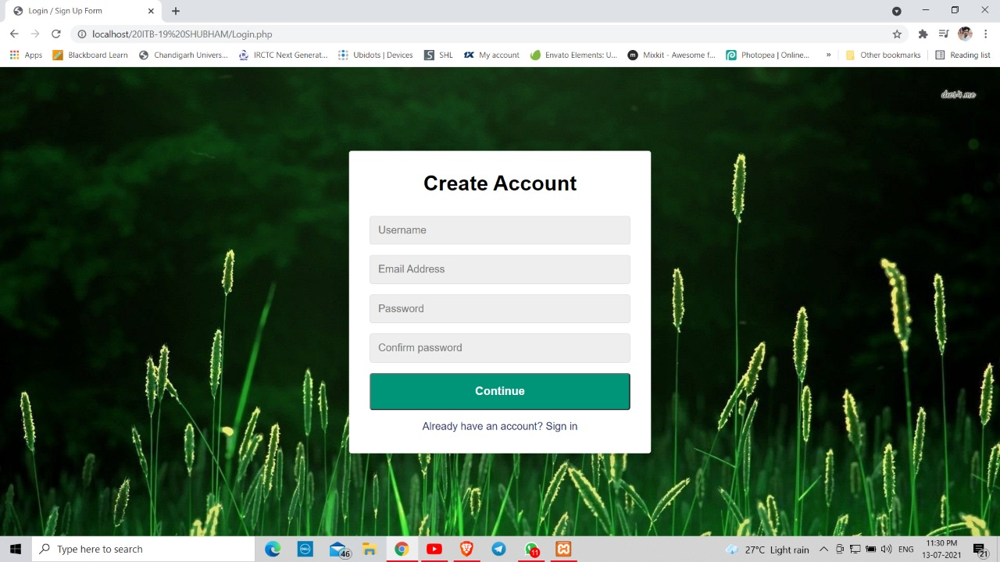 Login / Sign Up Form
localhost/20ITB-19%20SHUBHAM/Login.php
Apps Blackboard Learn Chandigarh Univers... IRCTC Next Generat... Ubidots | Devices SHL My account Envato Elements: U... Mixkit - Awesome f... Photopea | Online... » Other bookmarks Reading list
Create Account
Username
Email Address
Password
Confirm password
Continue
Already have an account? Sign in
Type here to search
46
11
27°C Light rain
ENG
11:30 PM
13-07-2021
21